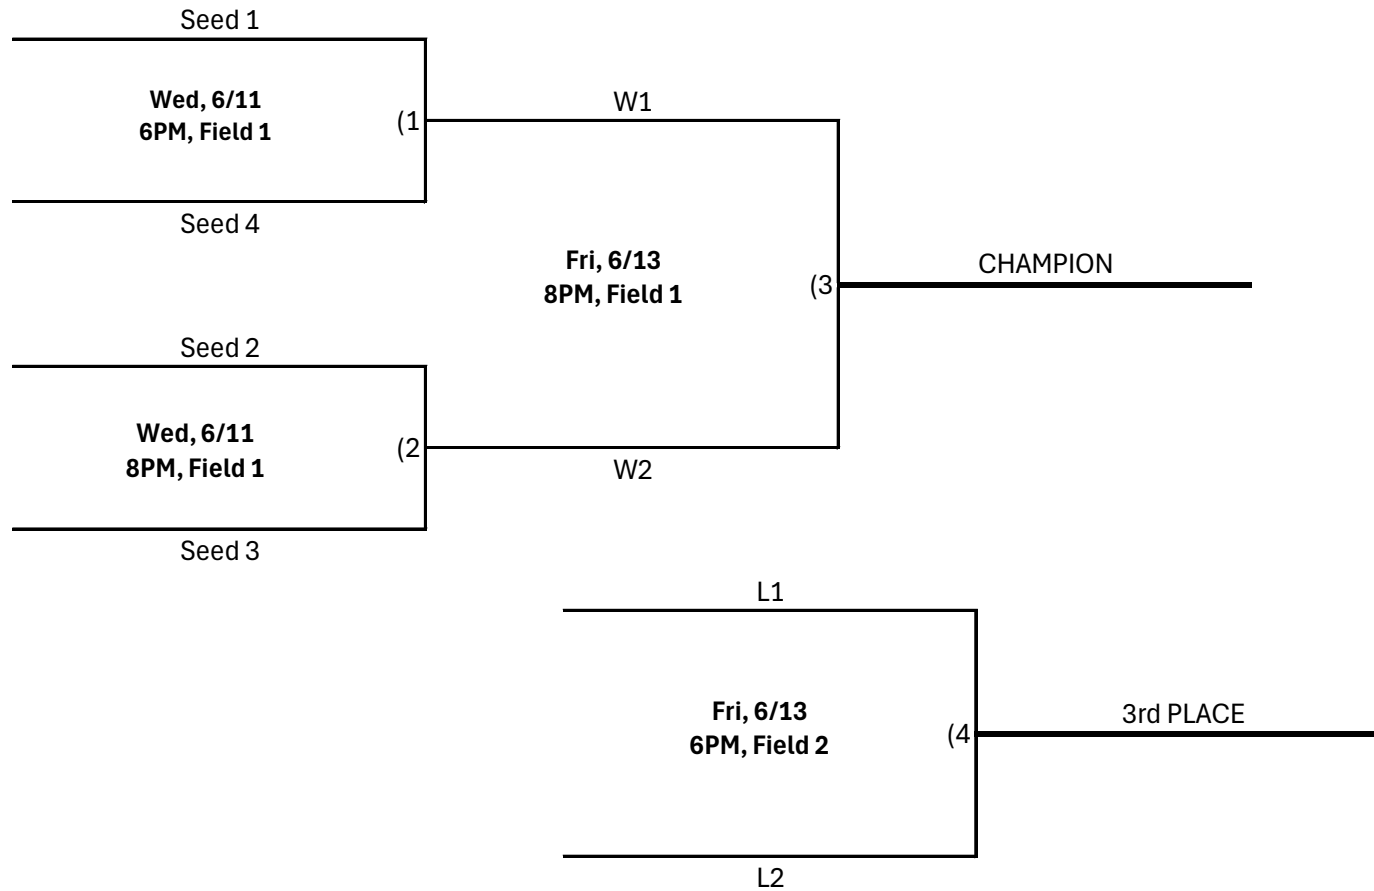 Seed 1
Wed, 6/11
6PM, Field 1
(1
W1
Seed 4
Fri, 6/13
8PM, Field 1
(3
CHAMPION
Seed 2
Wed, 6/11
8PM, Field 1
(2
W2
Seed 3
L1
Fri, 6/13
6PM, Field 2
(4
3rd PLACE
L2